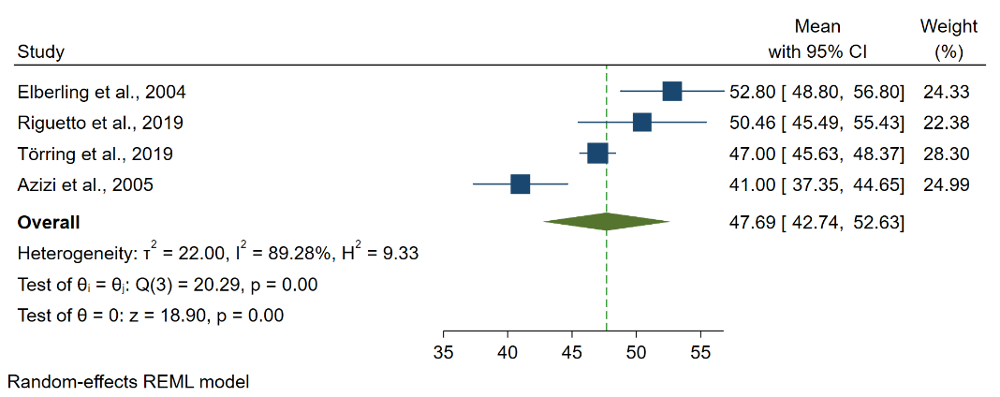 Mean Weight
Study with 95% CI (%)
Elberling et al., 2004 52.80 [ 48.80, 56.80] 24.33
Riguetto et al., 2019 50.46 [ 45.49, 55.43] 22.38
Törring et al., 2019 47.00 [ 45.63, 48.37] 28.30
Azizi et al., 2005 41.00 [ 37.35, 44.65] 24.99
Overall 47.69 [ 42.74, 52.63]
Heterogeneity: τ² = 22.00, I² = 89.28%, H² = 9.33
Test of θᵢ = θⱼ: Q(3) = 20.29, p = 0.00
Test of θ = 0: z = 18.90, p = 0.00
35 40 45 50 55
Random-effects REML model